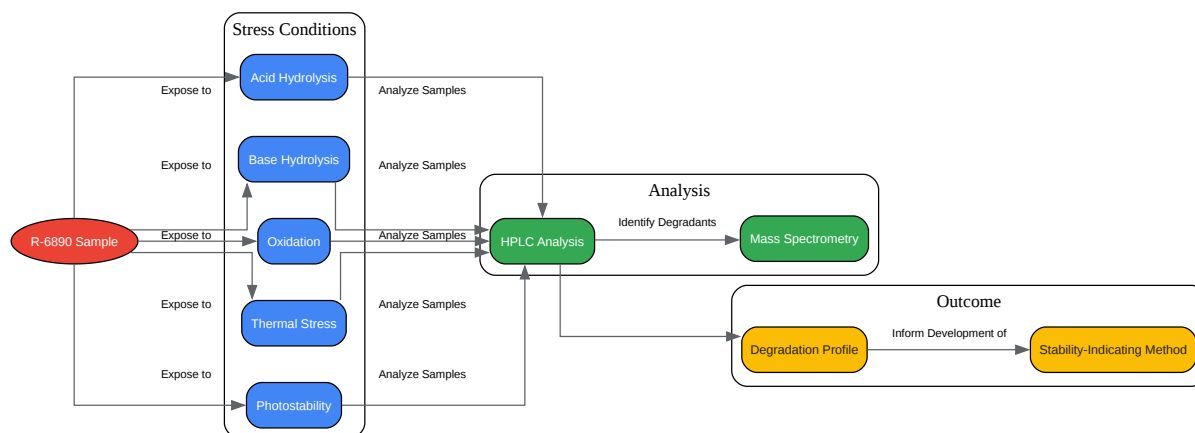 Stress Conditions
Acid Hydrolysis
Expose to
Analyze Samples
Base Hydrolysis
Expose to
Analyze Samples
Analysis
Identify Degradants
R-6890 Sample
Expose to
Oxidation
Analyze Samples
HPLC Analysis
Mass Spectrometry
Expose to
Thermal Stress
Analyze Samples
Outcome
Inform Development of
Degradation Profile
Stability-Indicating Method
Expose to
Photostability
Analyze Samples